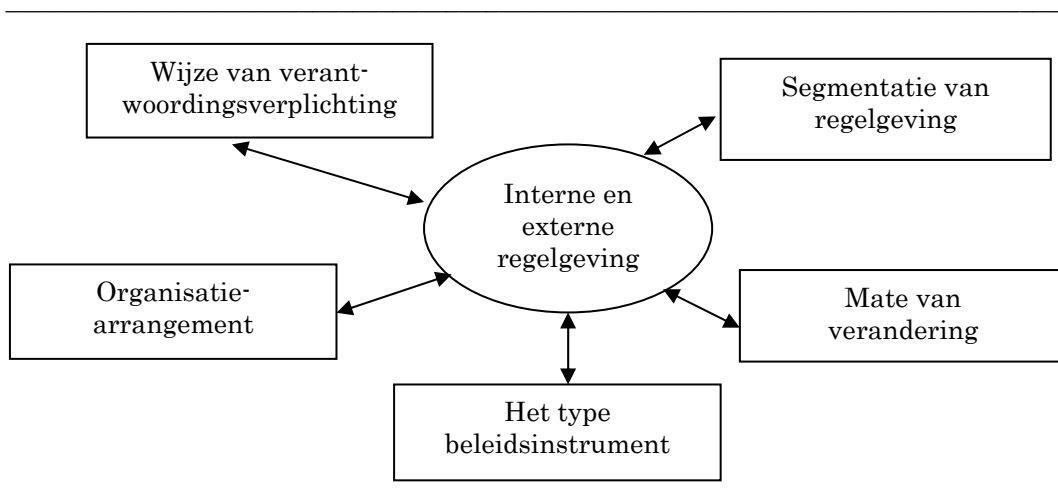 Wijze van verant-
woordingsverplichting
Segmentatie van
regelgeving
Interne en
externe
regelgeving
Organisatie-
arrangement
Mate van
verandering
Het type
beleidsinstrument